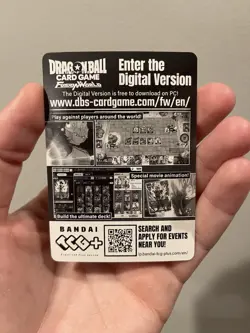 DRAGONBALL
CARD GAME
FUSION WORLD
Enter the
Digital Version
The Digital Version is free to download on PC!
www.dbs-cardgame.com/fw/en/
Play against players around the world!
Special movie animation!
Build the ultimate deck!
BANDAI
TCG+
SEARCH AND
APPLY FOR EVENTS
NEAR YOU!